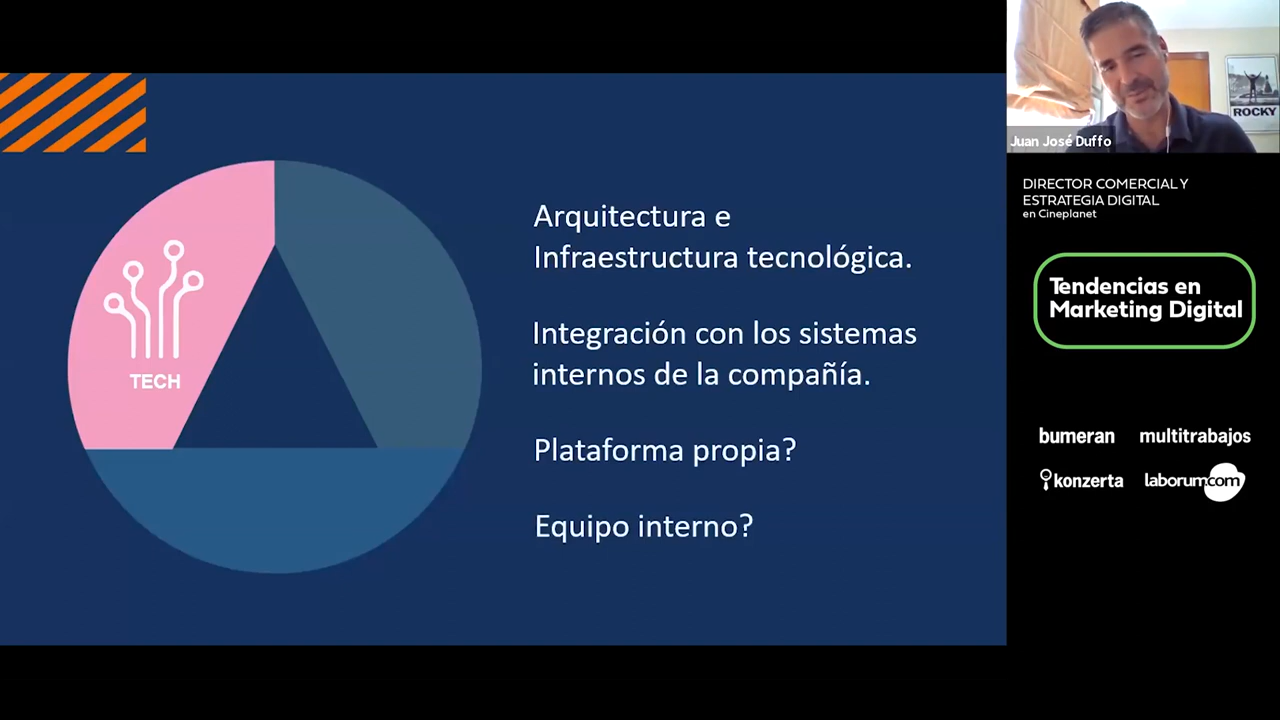 TECH
Arquitectura e
Infraestructura tecnológica.
Integración con los sistemas
internos de la compañía.
Plataforma propia?
Equipo interno?
ROCKY
Juan José Duffo
DIRECTOR COMERCIAL Y
ESTRATEGIA DIGITAL
en Cineplanet
Tendencias en
Marketing Digital
bumeran multitrabajos
konzerta laborum.com